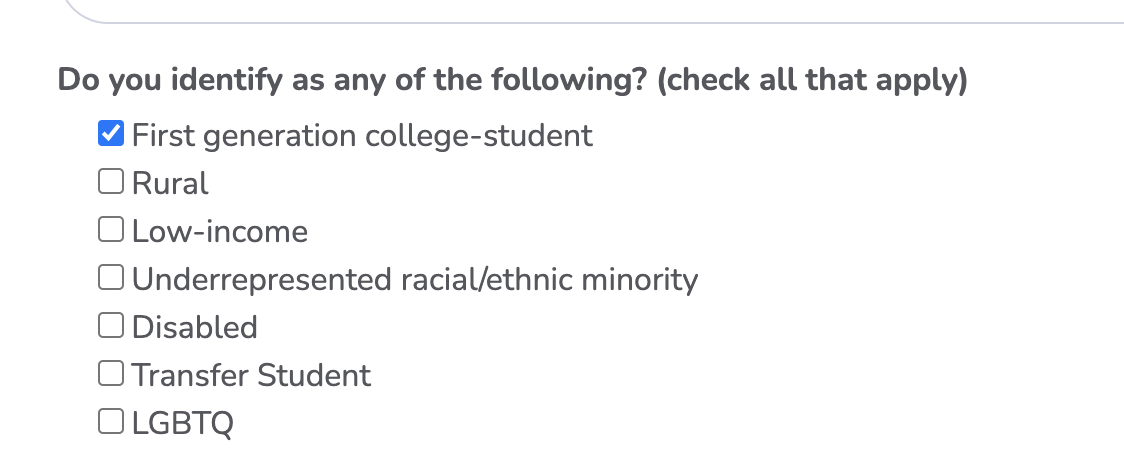 Do you identify as any of the following? (check all that apply)
First generation college-student
Rural
Low-income
Underrepresented racial/ethnic minority
Disabled
Transfer Student
LGBTQ